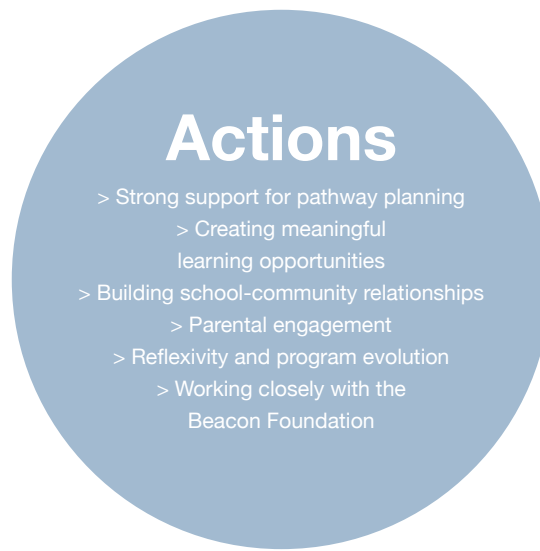 Actions
> Strong support for pathway planning
> Creating meaningful
learning opportunities
> Building school-community relationships
> Parental engagement
> Reflexivity and program evolution
> Working closely with the
Beacon Foundation